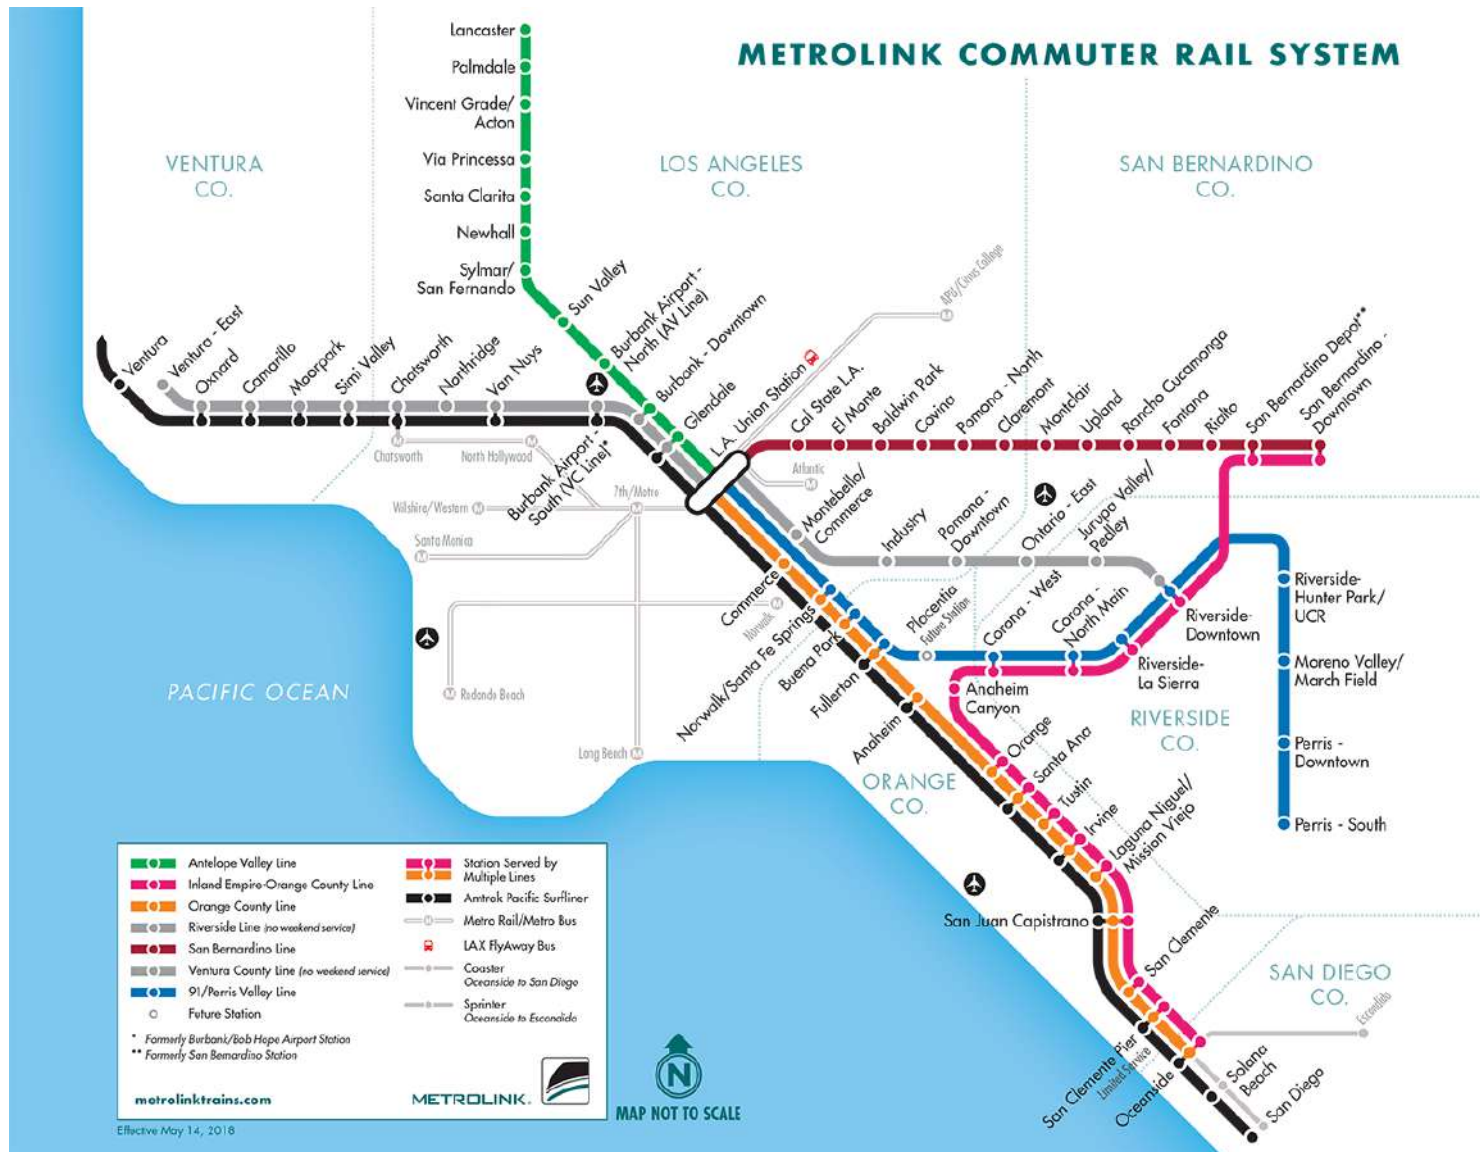 METROLINK COMMUTER RAIL SYSTEM
Lancaster
Palmdale
Vincent Grade/
Acton
Via Princessa
Santa Clarita
Newhall
Sylmar/
San Fernando
VENTURA
CO.
LOS ANGELES
CO.
SAN BERNARDINO
CO.
Sun Valley
Burbank Airport -
North (AV Line)
Burbank - Downtown
Glendale
L.A. Union Station
APU/Citrus College
Ventura
Ventura - East
Oxnard
Camarillo
Moorpark
Simi Valley
Chatsworth
Northridge
Van Nuys
Burbank Airport -
South (VC Line)*
Cal State L.A.
El Monte
Baldwin Park
Covina
Pomona - North
Claremont
Montclair
Upland
Rancho Cucamonga
Fontana
Rialto
San Bernardino Depot**
San Bernardino -
Downtown
M
Chatsworth
M
North Hollywood
Wilshire/Western M
7th/Metro
M
Santa Monica
M
Atlantic
M
Norwalk
M
M Redondo Beach
Long Beach M
M
Montebello/
Commerce
Industry
Pomona -
Downtown
Ontario - East
Jurupa Valley/
Pedley
Commerce
Norwalk/Santa Fe Springs
Buena Park
Fullerton
Anaheim
Placentia
Future Station
Corona - West
Corona -
North Main
Riverside-
La Sierra
Riverside-
Downtown
Riverside-
Hunter Park/
UCR
Moreno Valley/
March Field
Perris -
Downtown
Perris - South
PACIFIC OCEAN
Anaheim
Canyon
RIVERSIDE
CO.
ORANGE
CO.
Orange
Santa Ana
Tustin
Irvine
Laguna Niguel/
Mission Viejo
San Juan Capistrano
San Clemente
San Clemente Pier
Limited Service
Oceanside
SAN DIEGO
CO.
Escondido
Solana
Beach
San Diego
Antelope Valley Line
Inland Empire-Orange County Line
Orange County Line
Riverside Line (no weekend service)
San Bernardino Line
Ventura County Line (no weekend service)
91/Perris Valley Line
Future Station
* Formerly Burbank/Bob Hope Airport Station
** Formerly San Bernardino Station
Station Served by
Multiple Lines
Amtrak Pacific Surfliner
M Metro Rail/Metro Bus
LAX FlyAway Bus
Coaster
Oceanside to San Diego
Sprinter
Oceanside to Escondido
metrolinktrains.com
METROLINK.
Effective May 14, 2018
N
MAP NOT TO SCALE